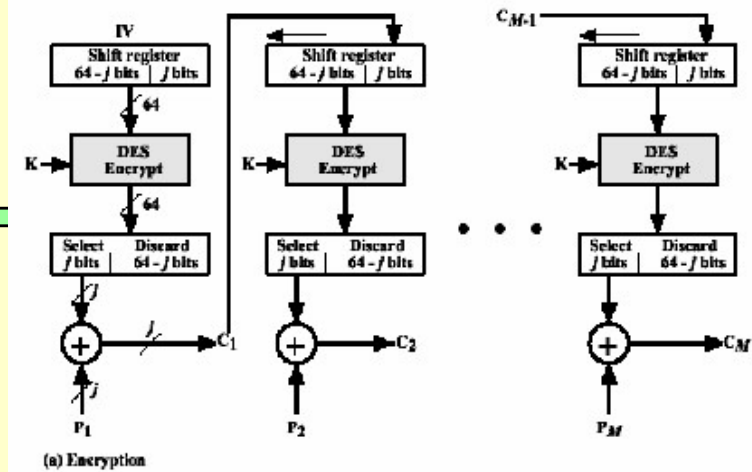 IV
Shift register
64 - j bits | j bits
64
K
DES
Encrypt
64
Select
j bits
Discard
64 - j bits
j
j
C1
j
P1
Shift register
64 - j bits | j bits
K
DES
Encrypt
Select
j bits
Discard
64 - j bits
C2
P2
• • •
CM-1
Shift register
64 - j bits | j bits
K
DES
Encrypt
Select
j bits
Discard
64 - j bits
CM
PM
(a) Encryption